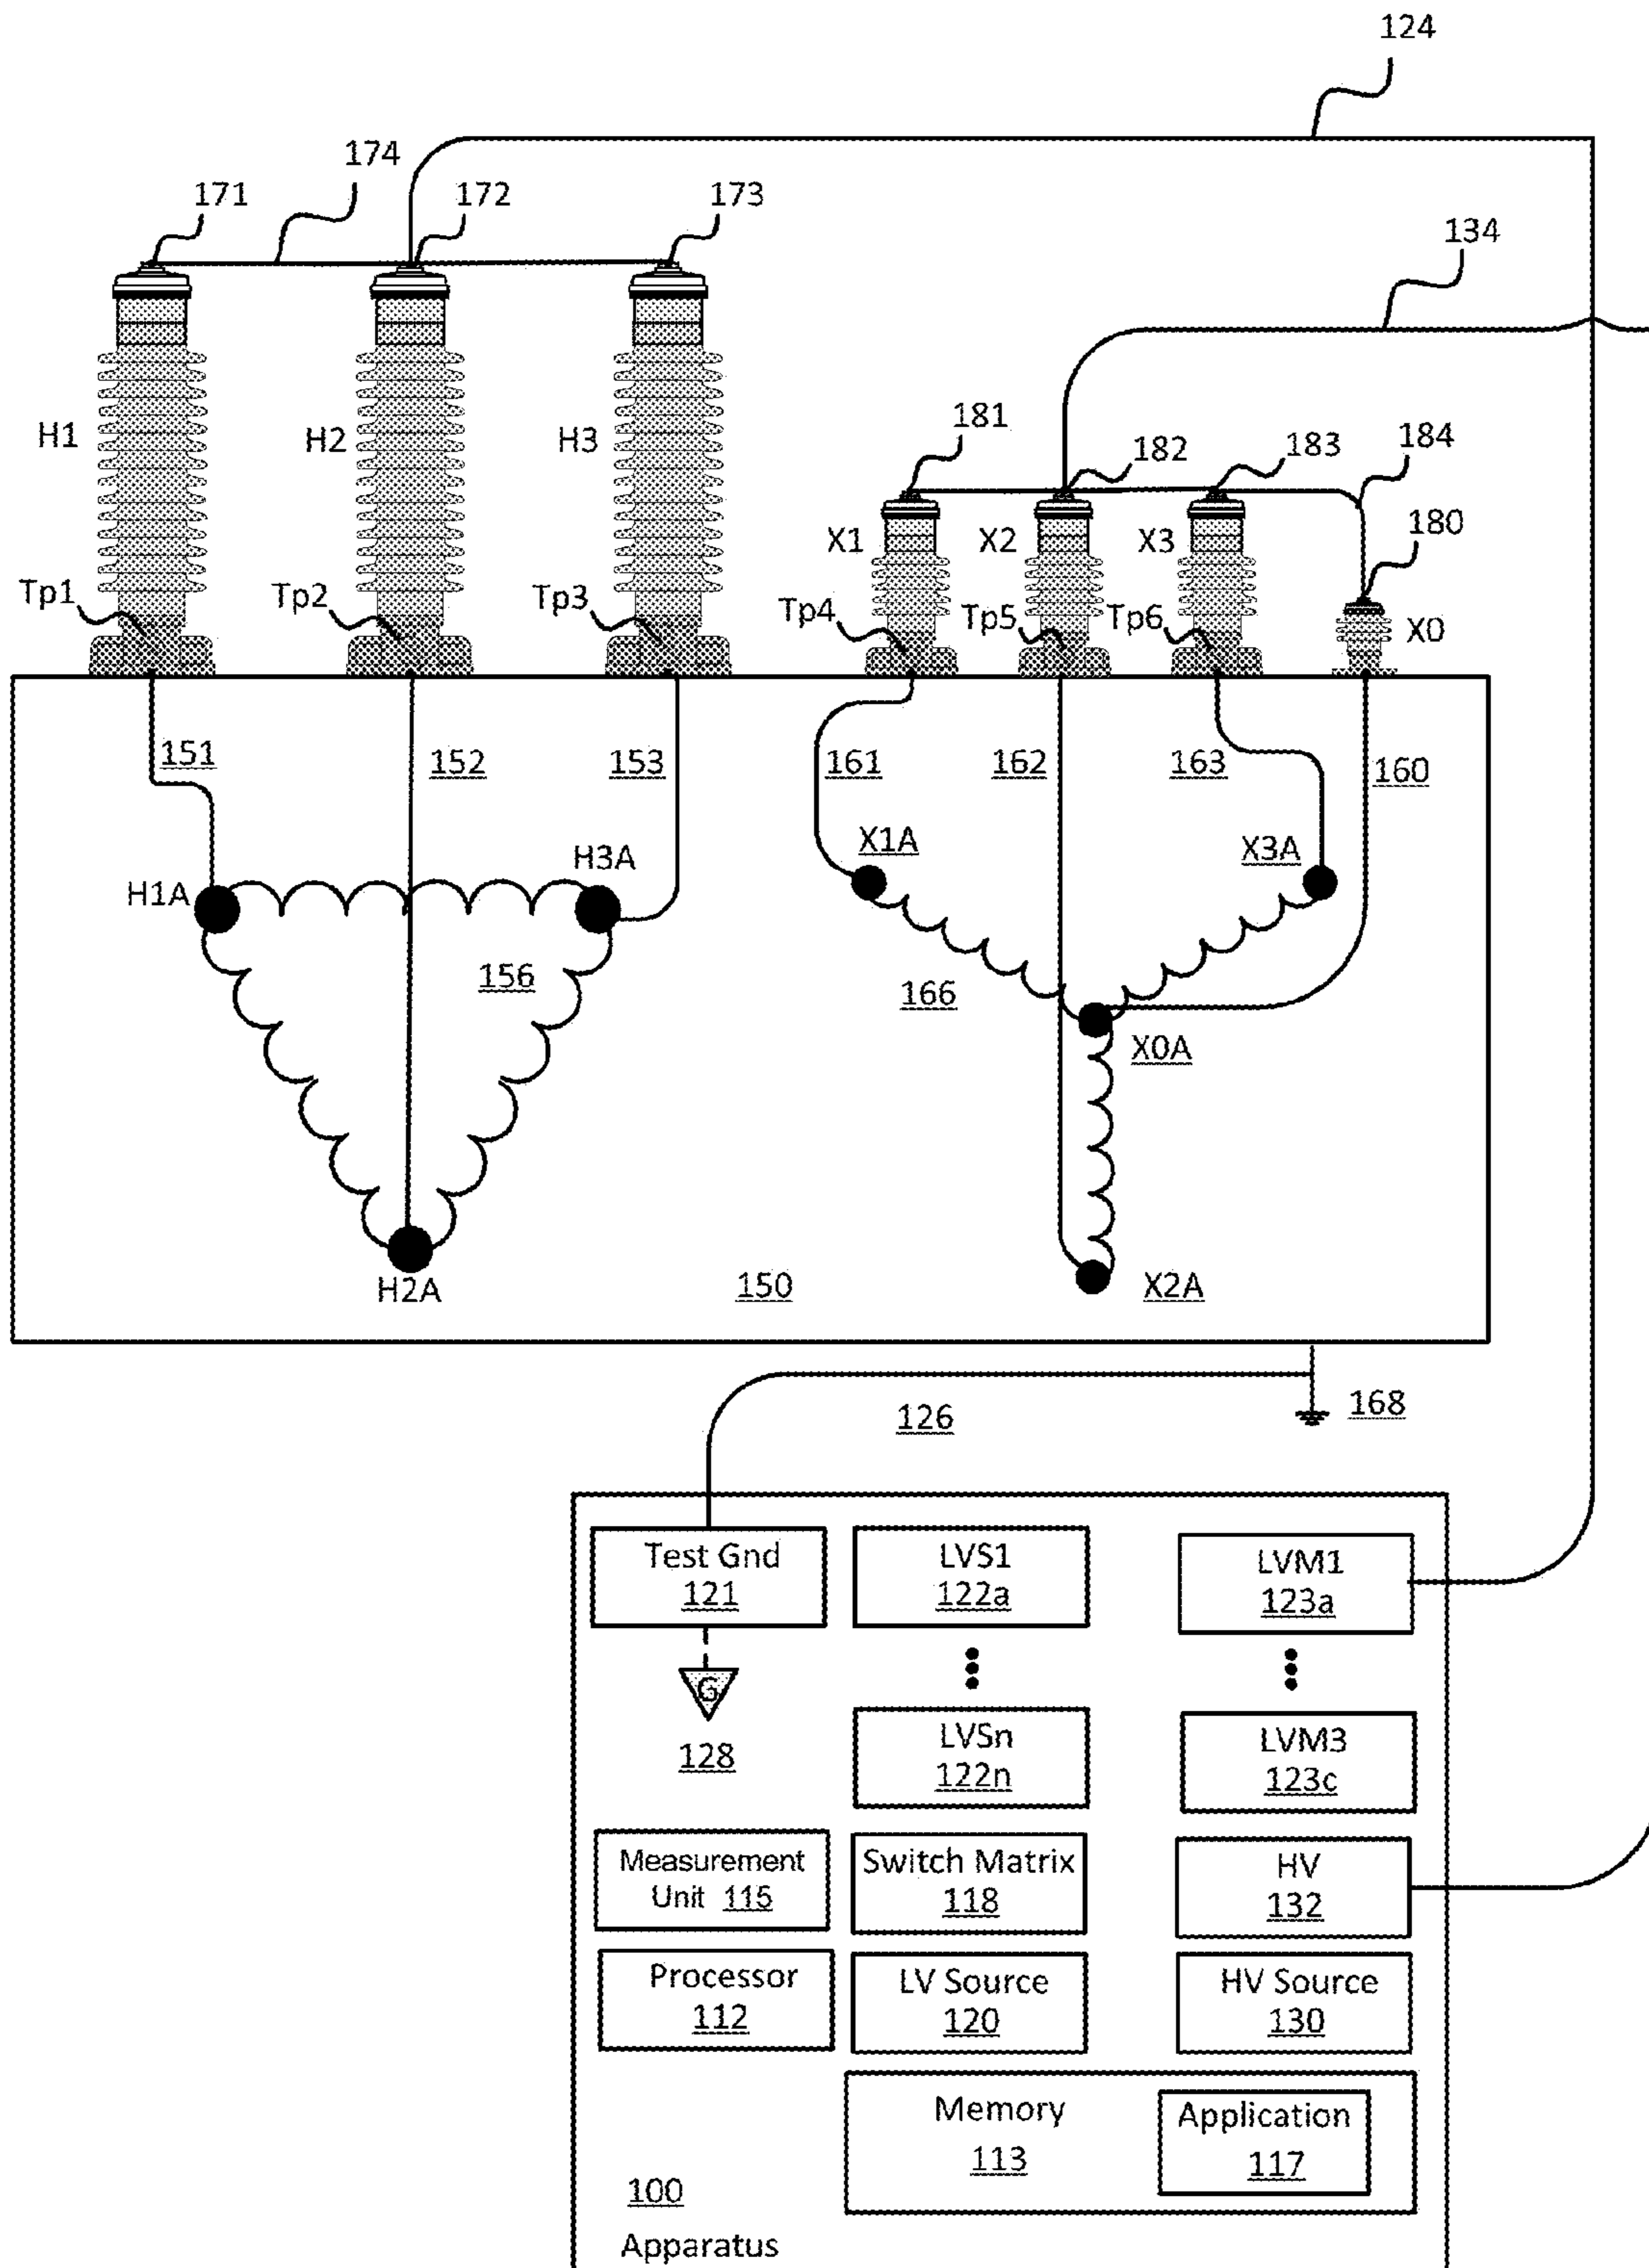 124
174
171
172
173
134
181
182
183
184
180
H1
H2
H3
X1
X2
X3
X0
Tp1
Tp2
Tp3
Tp4
Tp5
Tp6
151
152
153
161
162
163
160
H1A
H3A
X1A
X3A
156
166
X0A
H2A
150
X2A
126
168
Test Gnd
121
LVS1
122a
LVM1
123a
G
128
LVSn
122n
LVM3
123c
Measurement
Unit 115
Switch Matrix
118
HV
132
Processor
112
LV Source
120
HV Source
130
Memory
113
Application
117
100
Apparatus